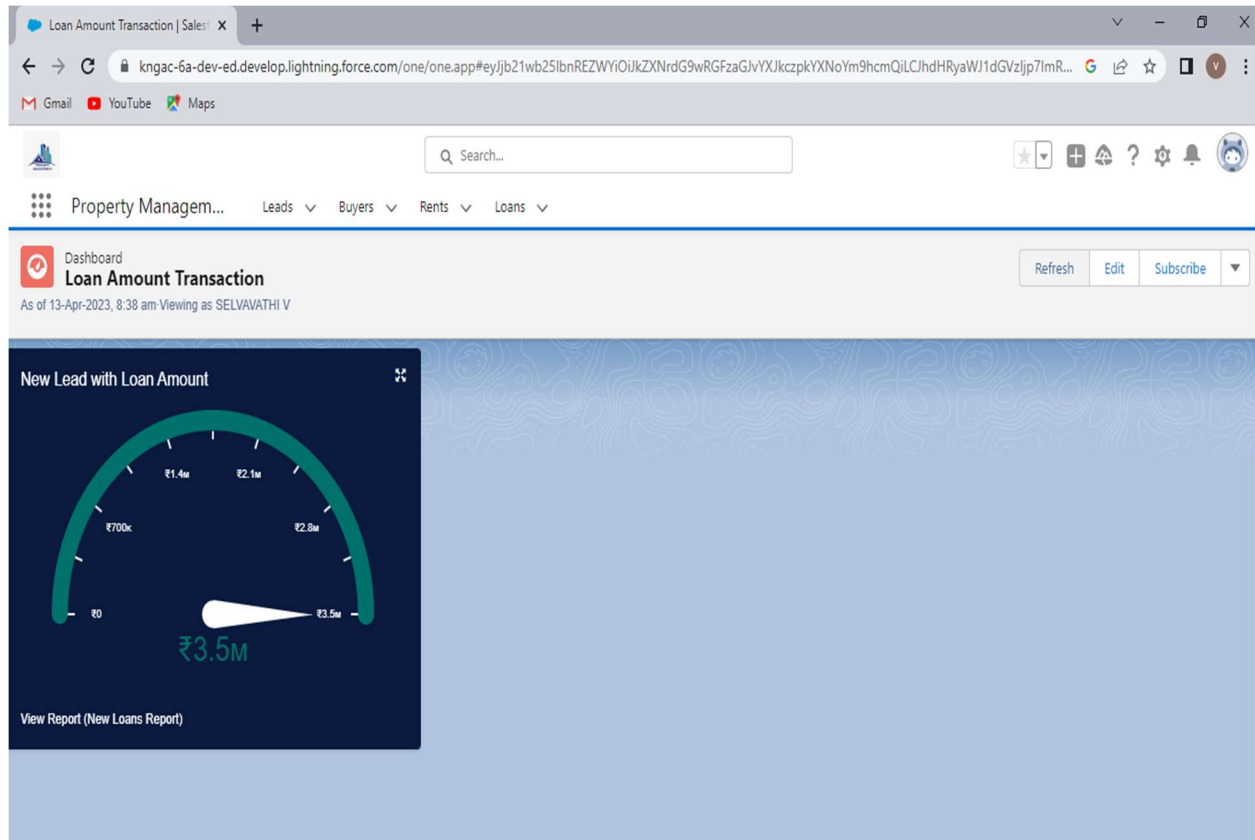 Loan Amount Transaction | Sales
kngac-6a-dev-ed.develop.lightning.force.com/one/one.app#eyJjb21wb25lbnREZWYiOiJkZXNrdG9wRGFzaGJvYXJkczpkYXNoYm9hcmQiLCJhdHRyaWJ1dGVzIjp7ImR...
Gmail YouTube Maps
Search...
Property Managem... Leads Buyers Rents Loans
Dashboard
Loan Amount Transaction
As of 13-Apr-2023, 8:38 am·Viewing as SELVAVATHI V
Refresh Edit Subscribe
New Lead with Loan Amount
₹1.4M ₹2.1M
₹700K ₹2.8M
₹0 ₹3.5M
₹3.5M
View Report (New Loans Report)